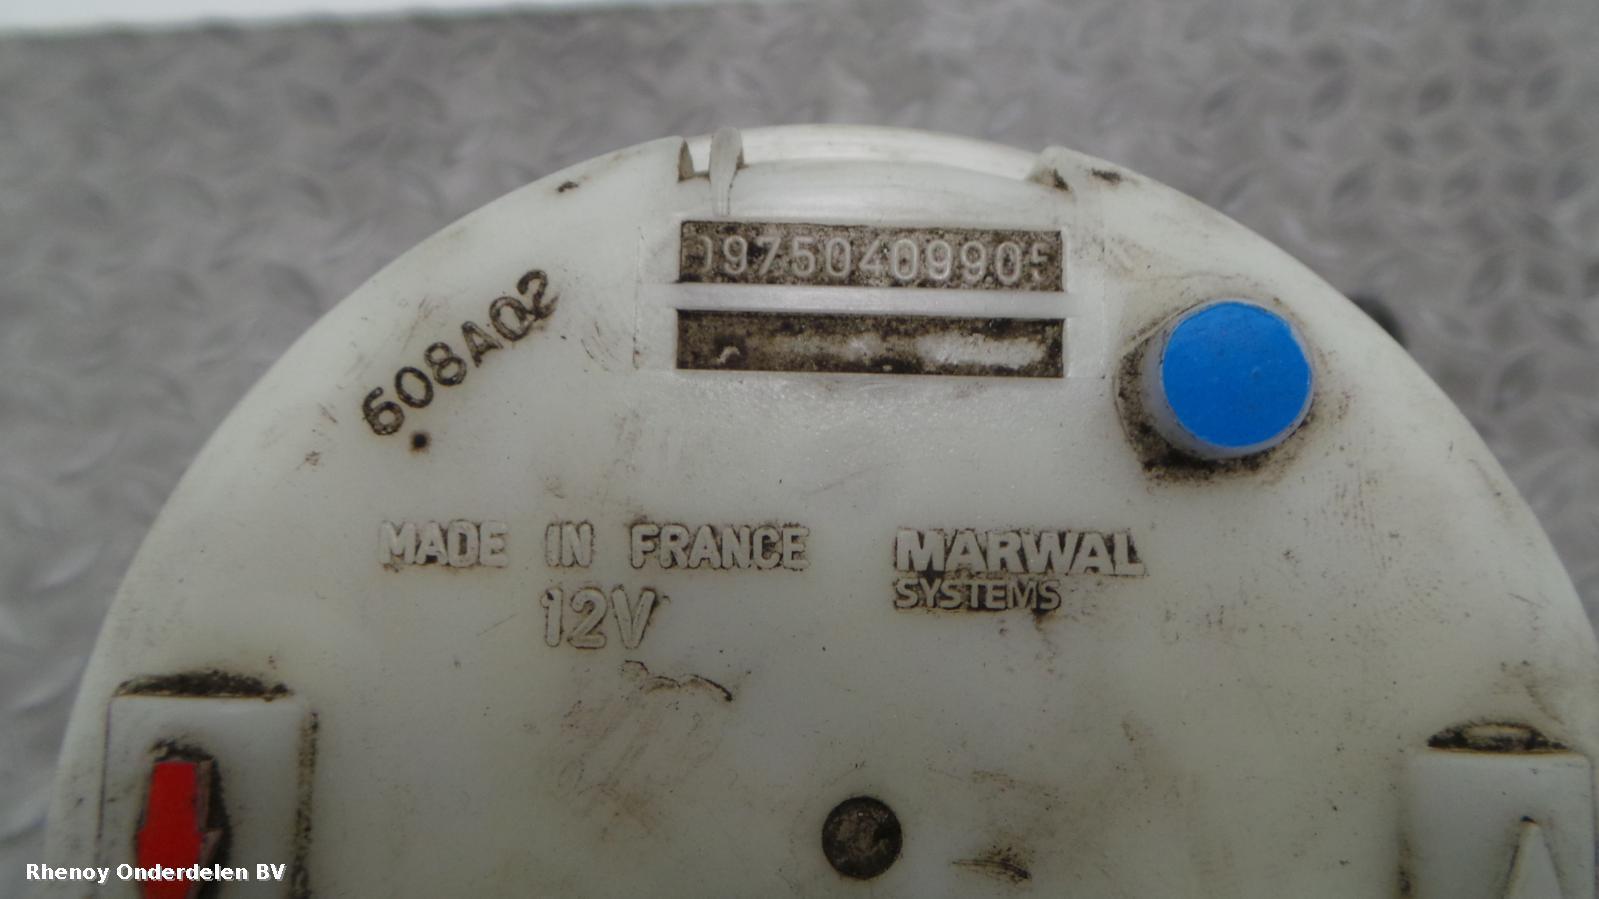 09750409905
608A02
MADE IN FRANCE
12V
MARWAL
SYSTEMS
Rhenoy Onderdelen BV